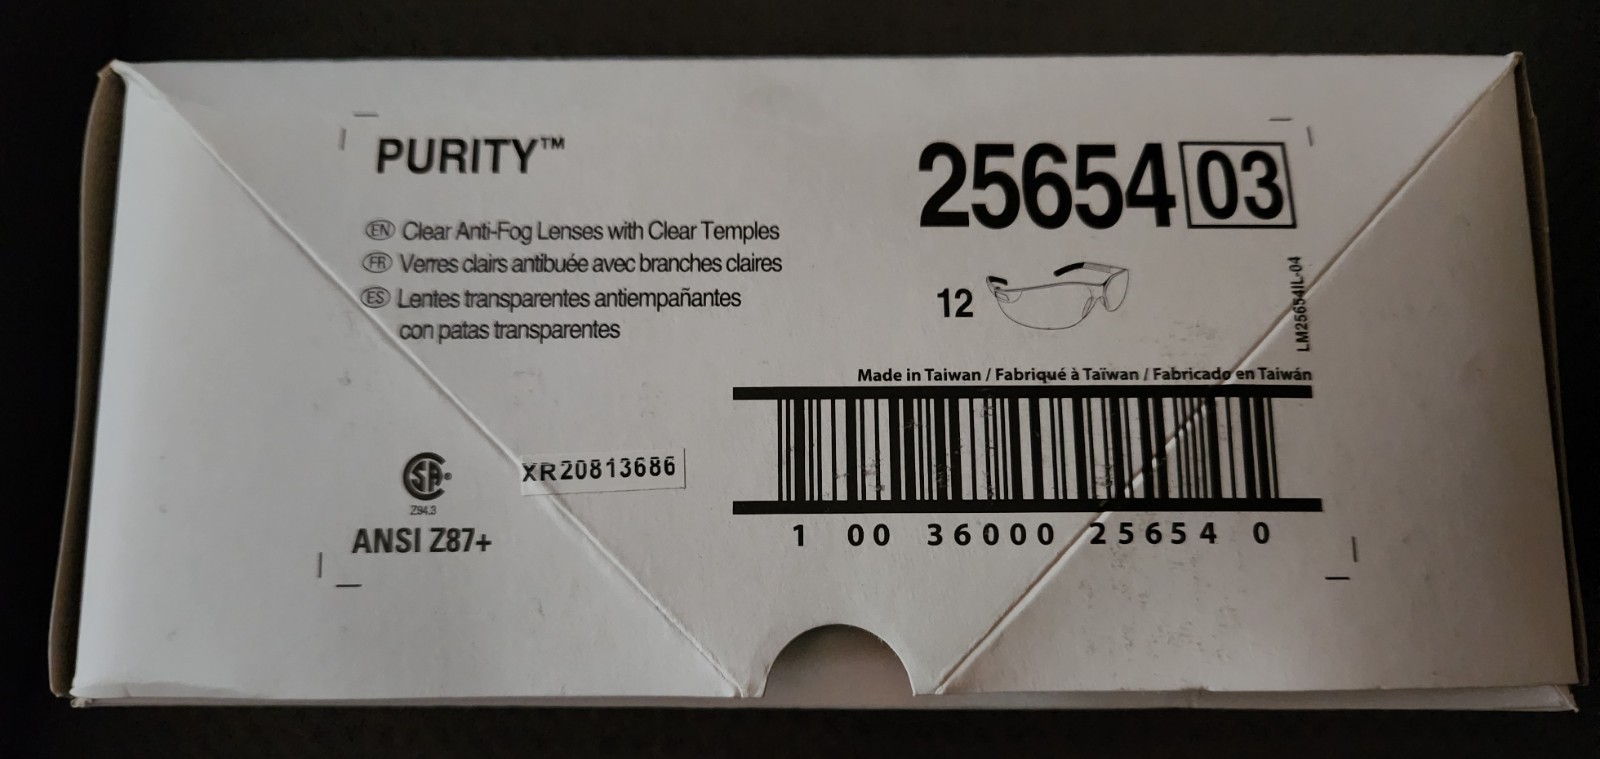 PURITY™
25654 03
EN Clear Anti-Fog Lenses with Clear Temples
FR Verres clairs antibuée avec branches claires
ES Lentes transparentes antiempañantes
con patas transparentes
12
LM25654IL-04
Made in Taiwan / Fabriqué à Taïwan / Fabricado en Taiwán
SA®
Z94.3
ANSI Z87+
XR20813686
1 00 36000 25654 0